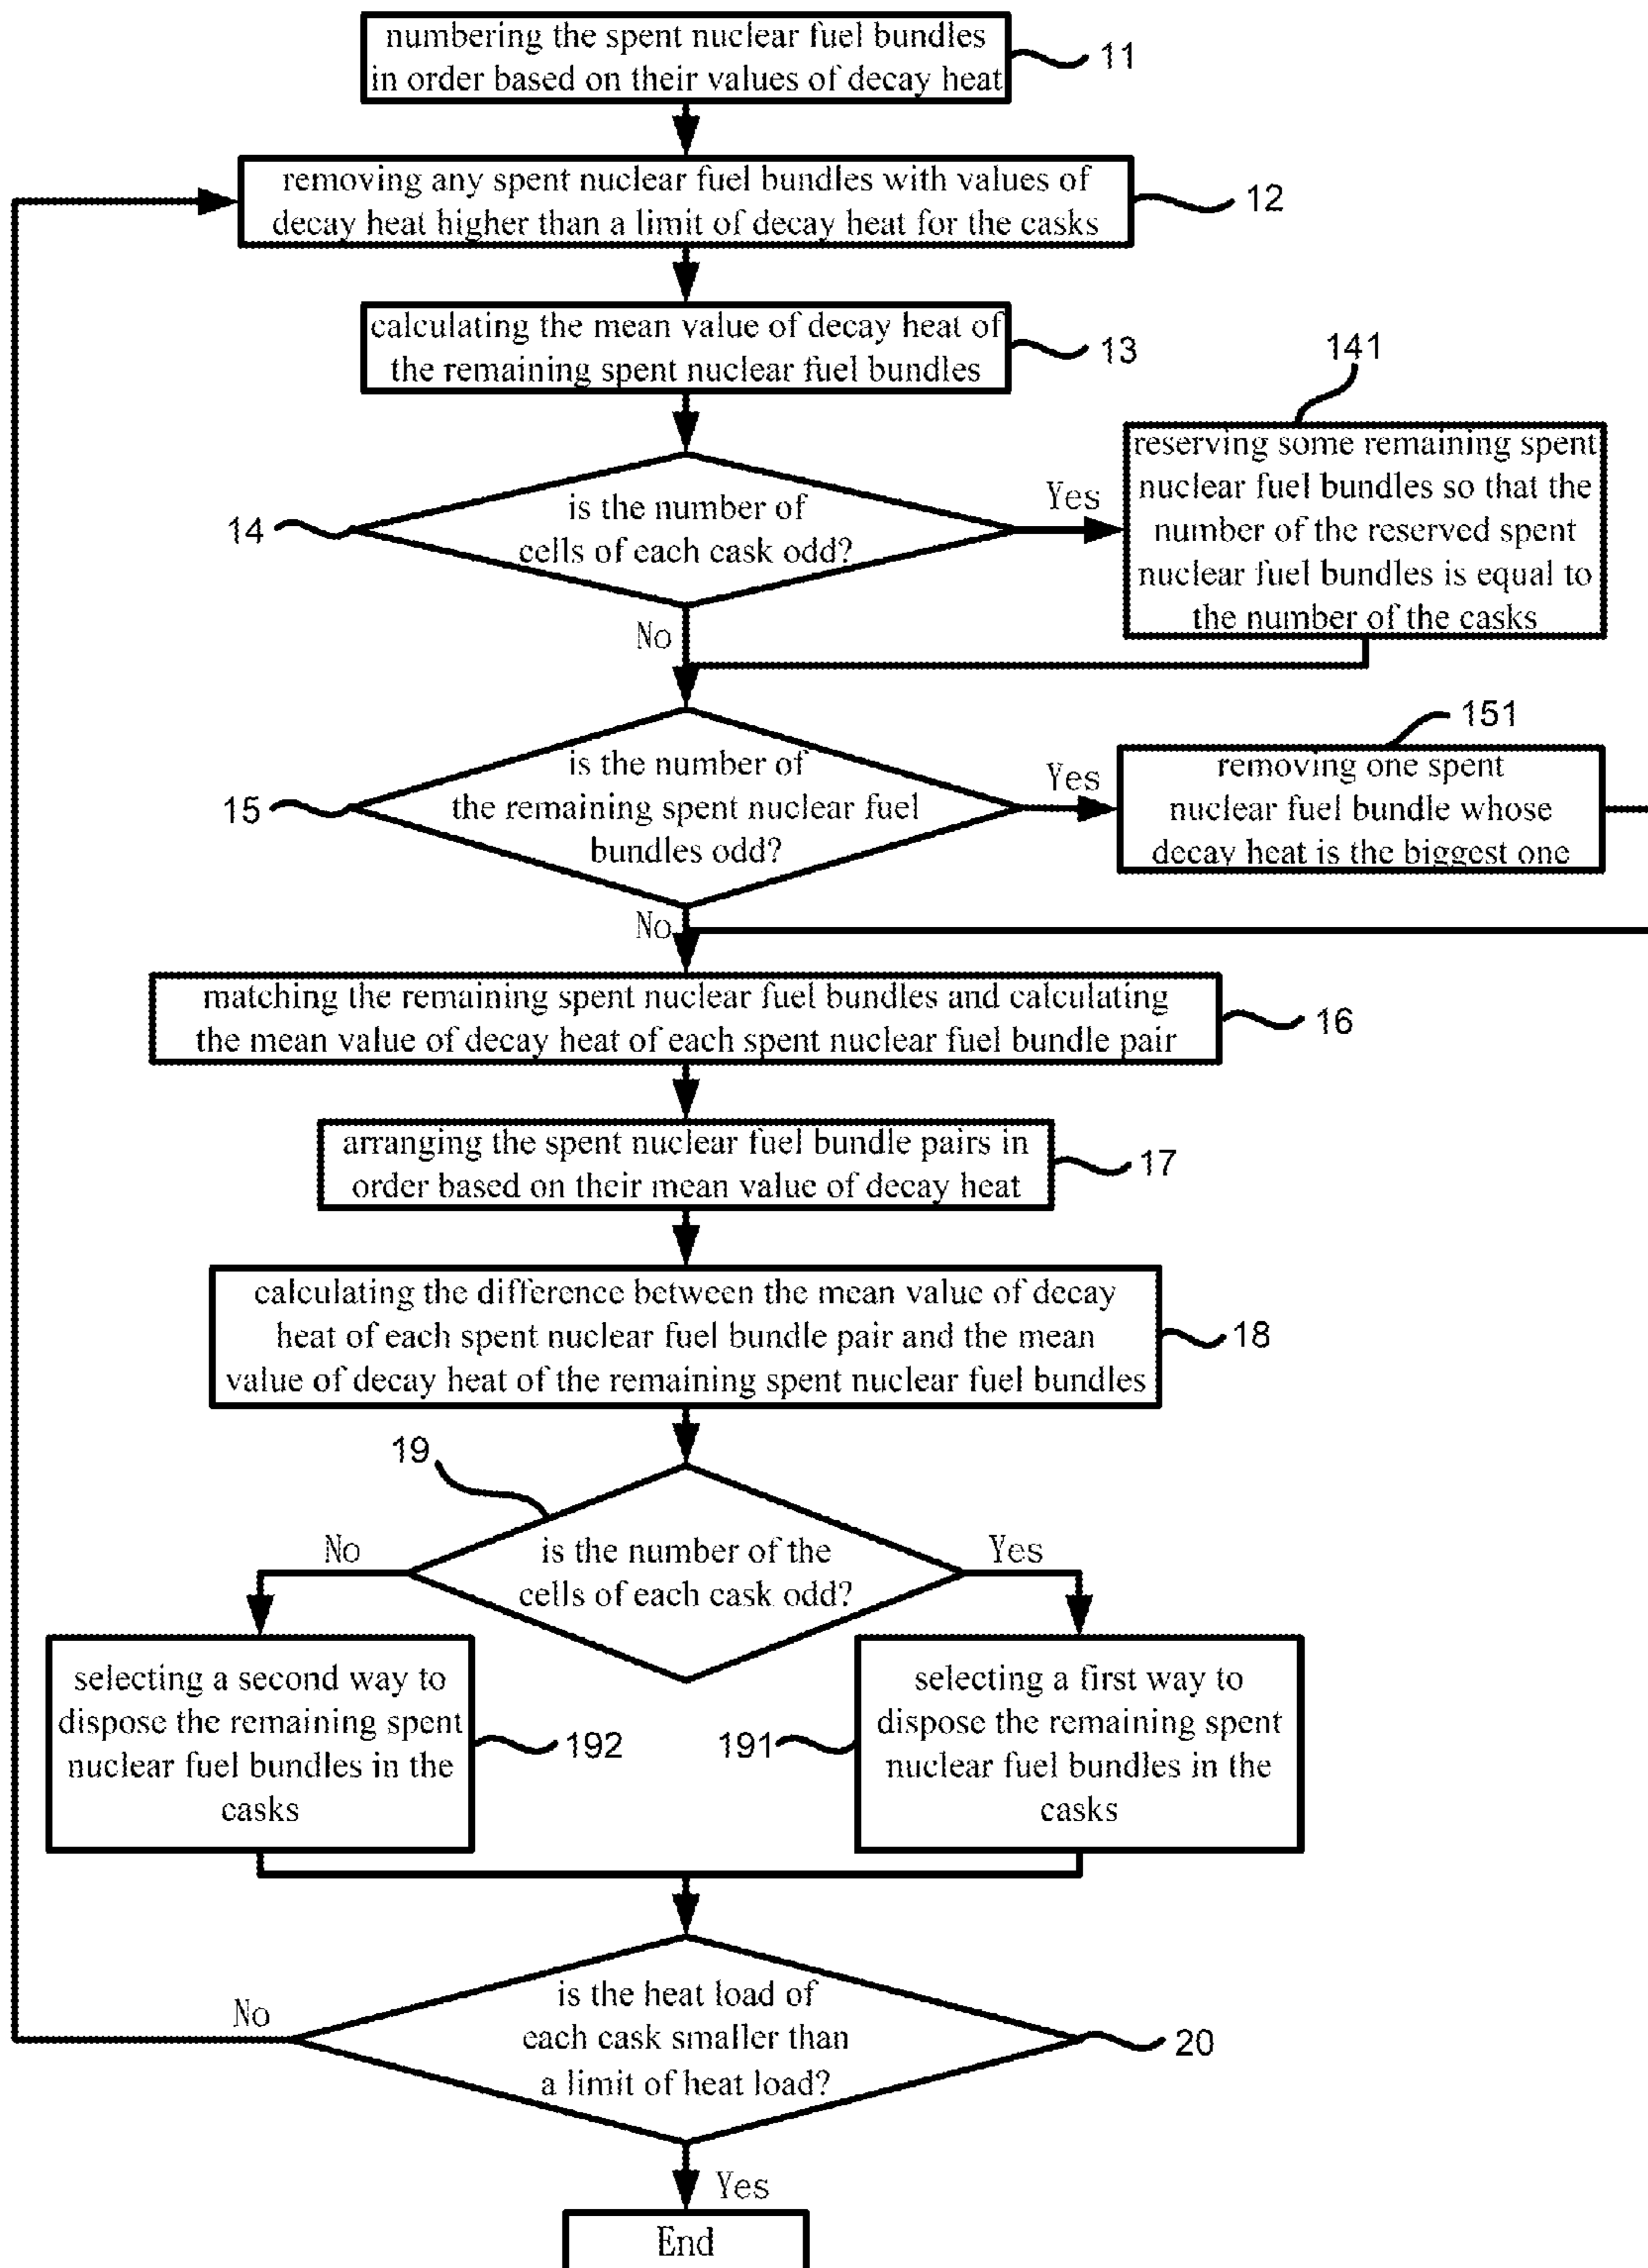 numbering the spent nuclear fuel bundles
in order based on their values of decay heat
11
removing any spent nuclear fuel bundles with values of
decay heat higher than a limit of decay heat for the casks
12
calculating the mean value of decay heat of
the remaining spent nuclear fuel bundles
13
141
reserving some remaining spent
nuclear fuel bundles so that the
number of the reserved spent
nuclear fuel bundles is equal to
the number of the casks
14
is the number of
cells of each cask odd?
Yes
No
151
15
is the number of
the remaining spent nuclear fuel
bundles odd?
Yes
removing one spent
nuclear fuel bundle whose
decay heat is the biggest one
No
matching the remaining spent nuclear fuel bundles and calculating
the mean value of decay heat of each spent nuclear fuel bundle pair
16
arranging the spent nuclear fuel bundle pairs in
order based on their mean value of decay heat
17
calculating the difference between the mean value of decay
heat of each spent nuclear fuel bundle pair and the mean
value of decay heat of the remaining spent nuclear fuel bundles
18
19
is the number of the
cells of each cask odd?
No
Yes
selecting a second way to
dispose the remaining spent
nuclear fuel bundles in the
casks
192
191
selecting a first way to
dispose the remaining spent
nuclear fuel bundles in the
casks
No
is the heat load of
each cask smaller than
a limit of heat load?
20
Yes
End